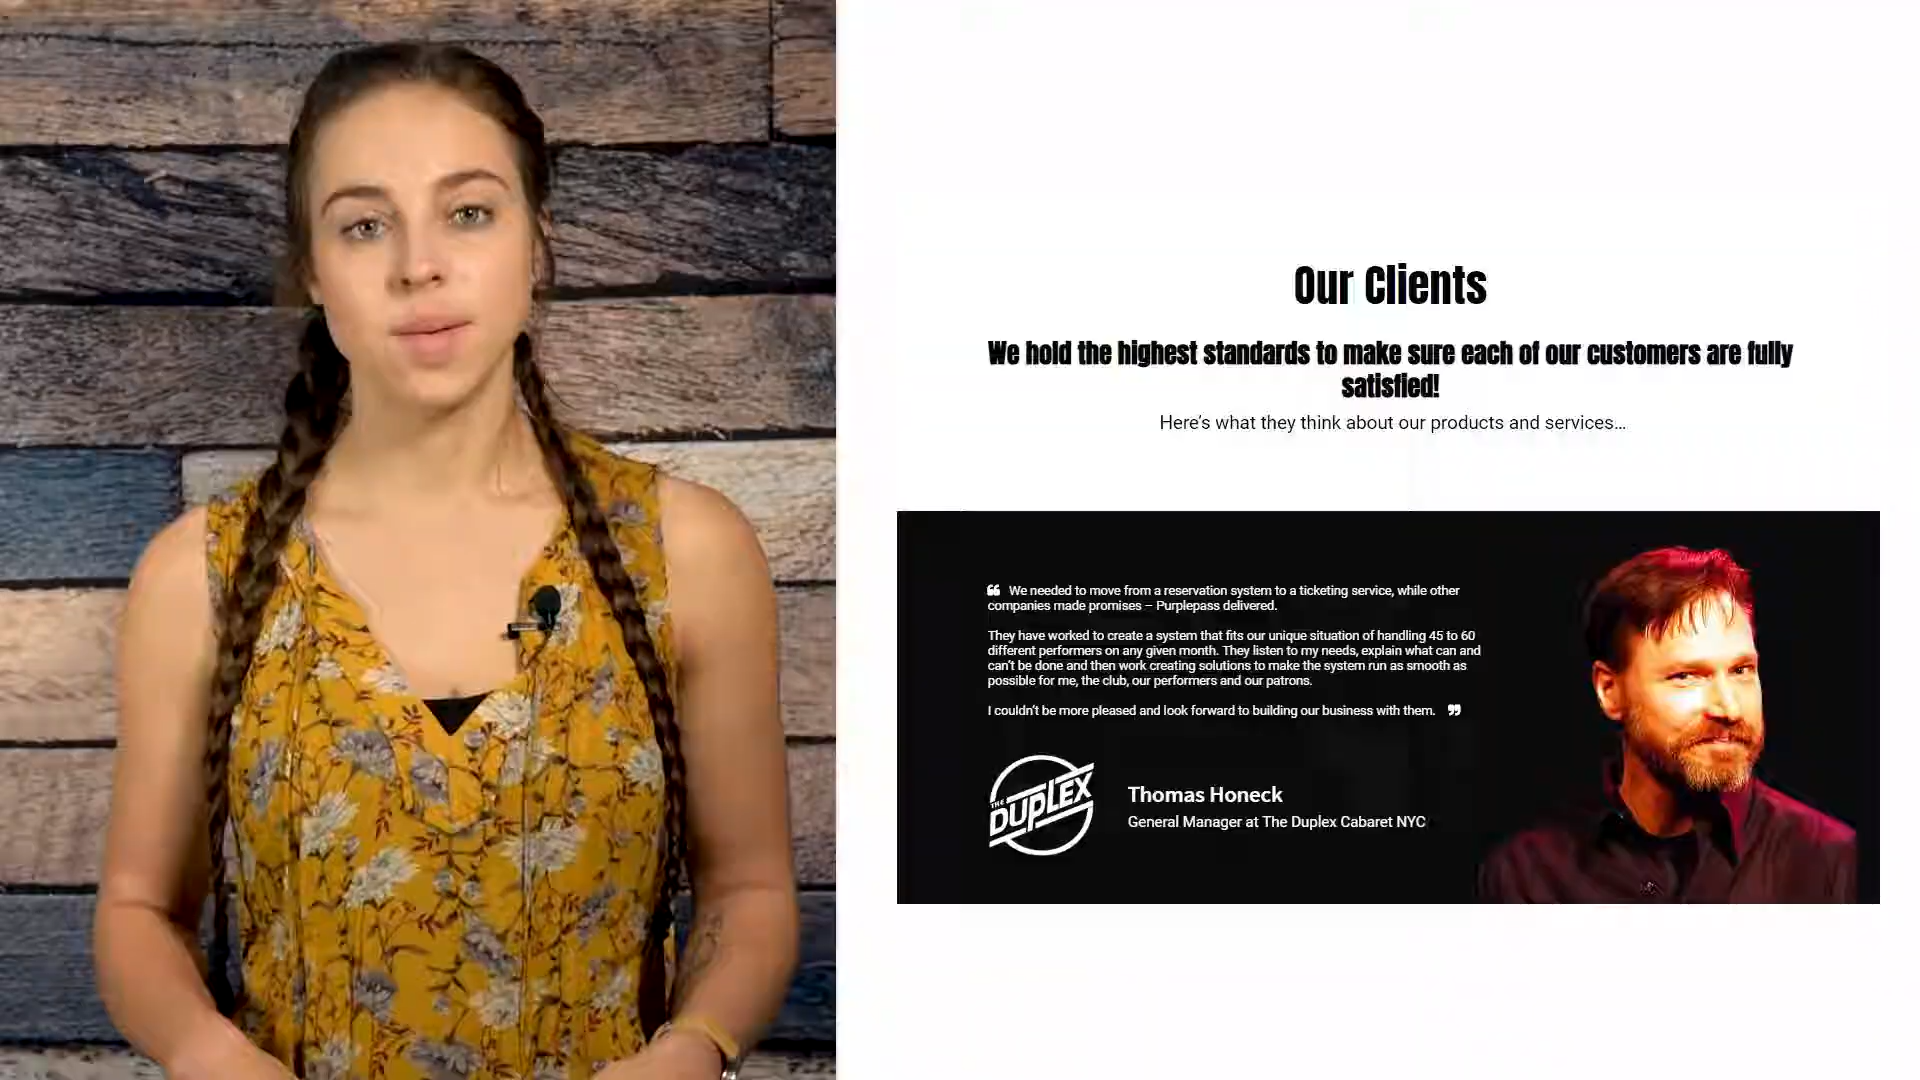 Our Clients
We hold the highest standards to make sure each of our customers are fully
satisfied!
Here's what they think about our products and services...
❝ We needed to move from a reservation system to a ticketing service, while other
companies made promises – Purplepass delivered.
They have worked to create a system that fits our unique situation of handling 45 to 60
different performers on any given month. They listen to my needs, explain what can and
can't be done and then work creating solutions to make the system run as smooth as
possible for me, the club, our performers and our patrons.
I couldn't be more pleased and look forward to building our business with them. ❞
THE
DUPLEX
Thomas Honeck
General Manager at The Duplex Cabaret NYC